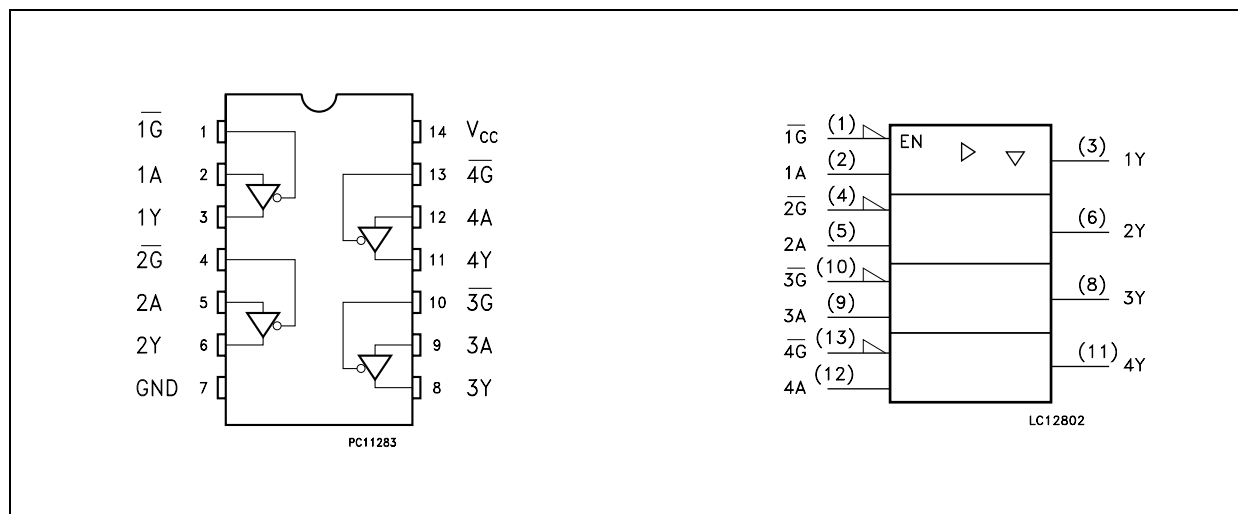 1G̅ 1
1A 2
1Y 3
2G̅ 4
2A 5
2Y 6
GND 7
14 VCC
13 4G̅
12 4A
11 4Y
10 3G̅
9 3A
8 3Y
PC11283
1G̅ (1)
1A (2)
2G̅ (4)
2A (5)
3G̅ (10)
3A (9)
4G̅ (13)
4A (12)
EN
(3) 1Y
(6) 2Y
(8) 3Y
(11) 4Y
LC12802